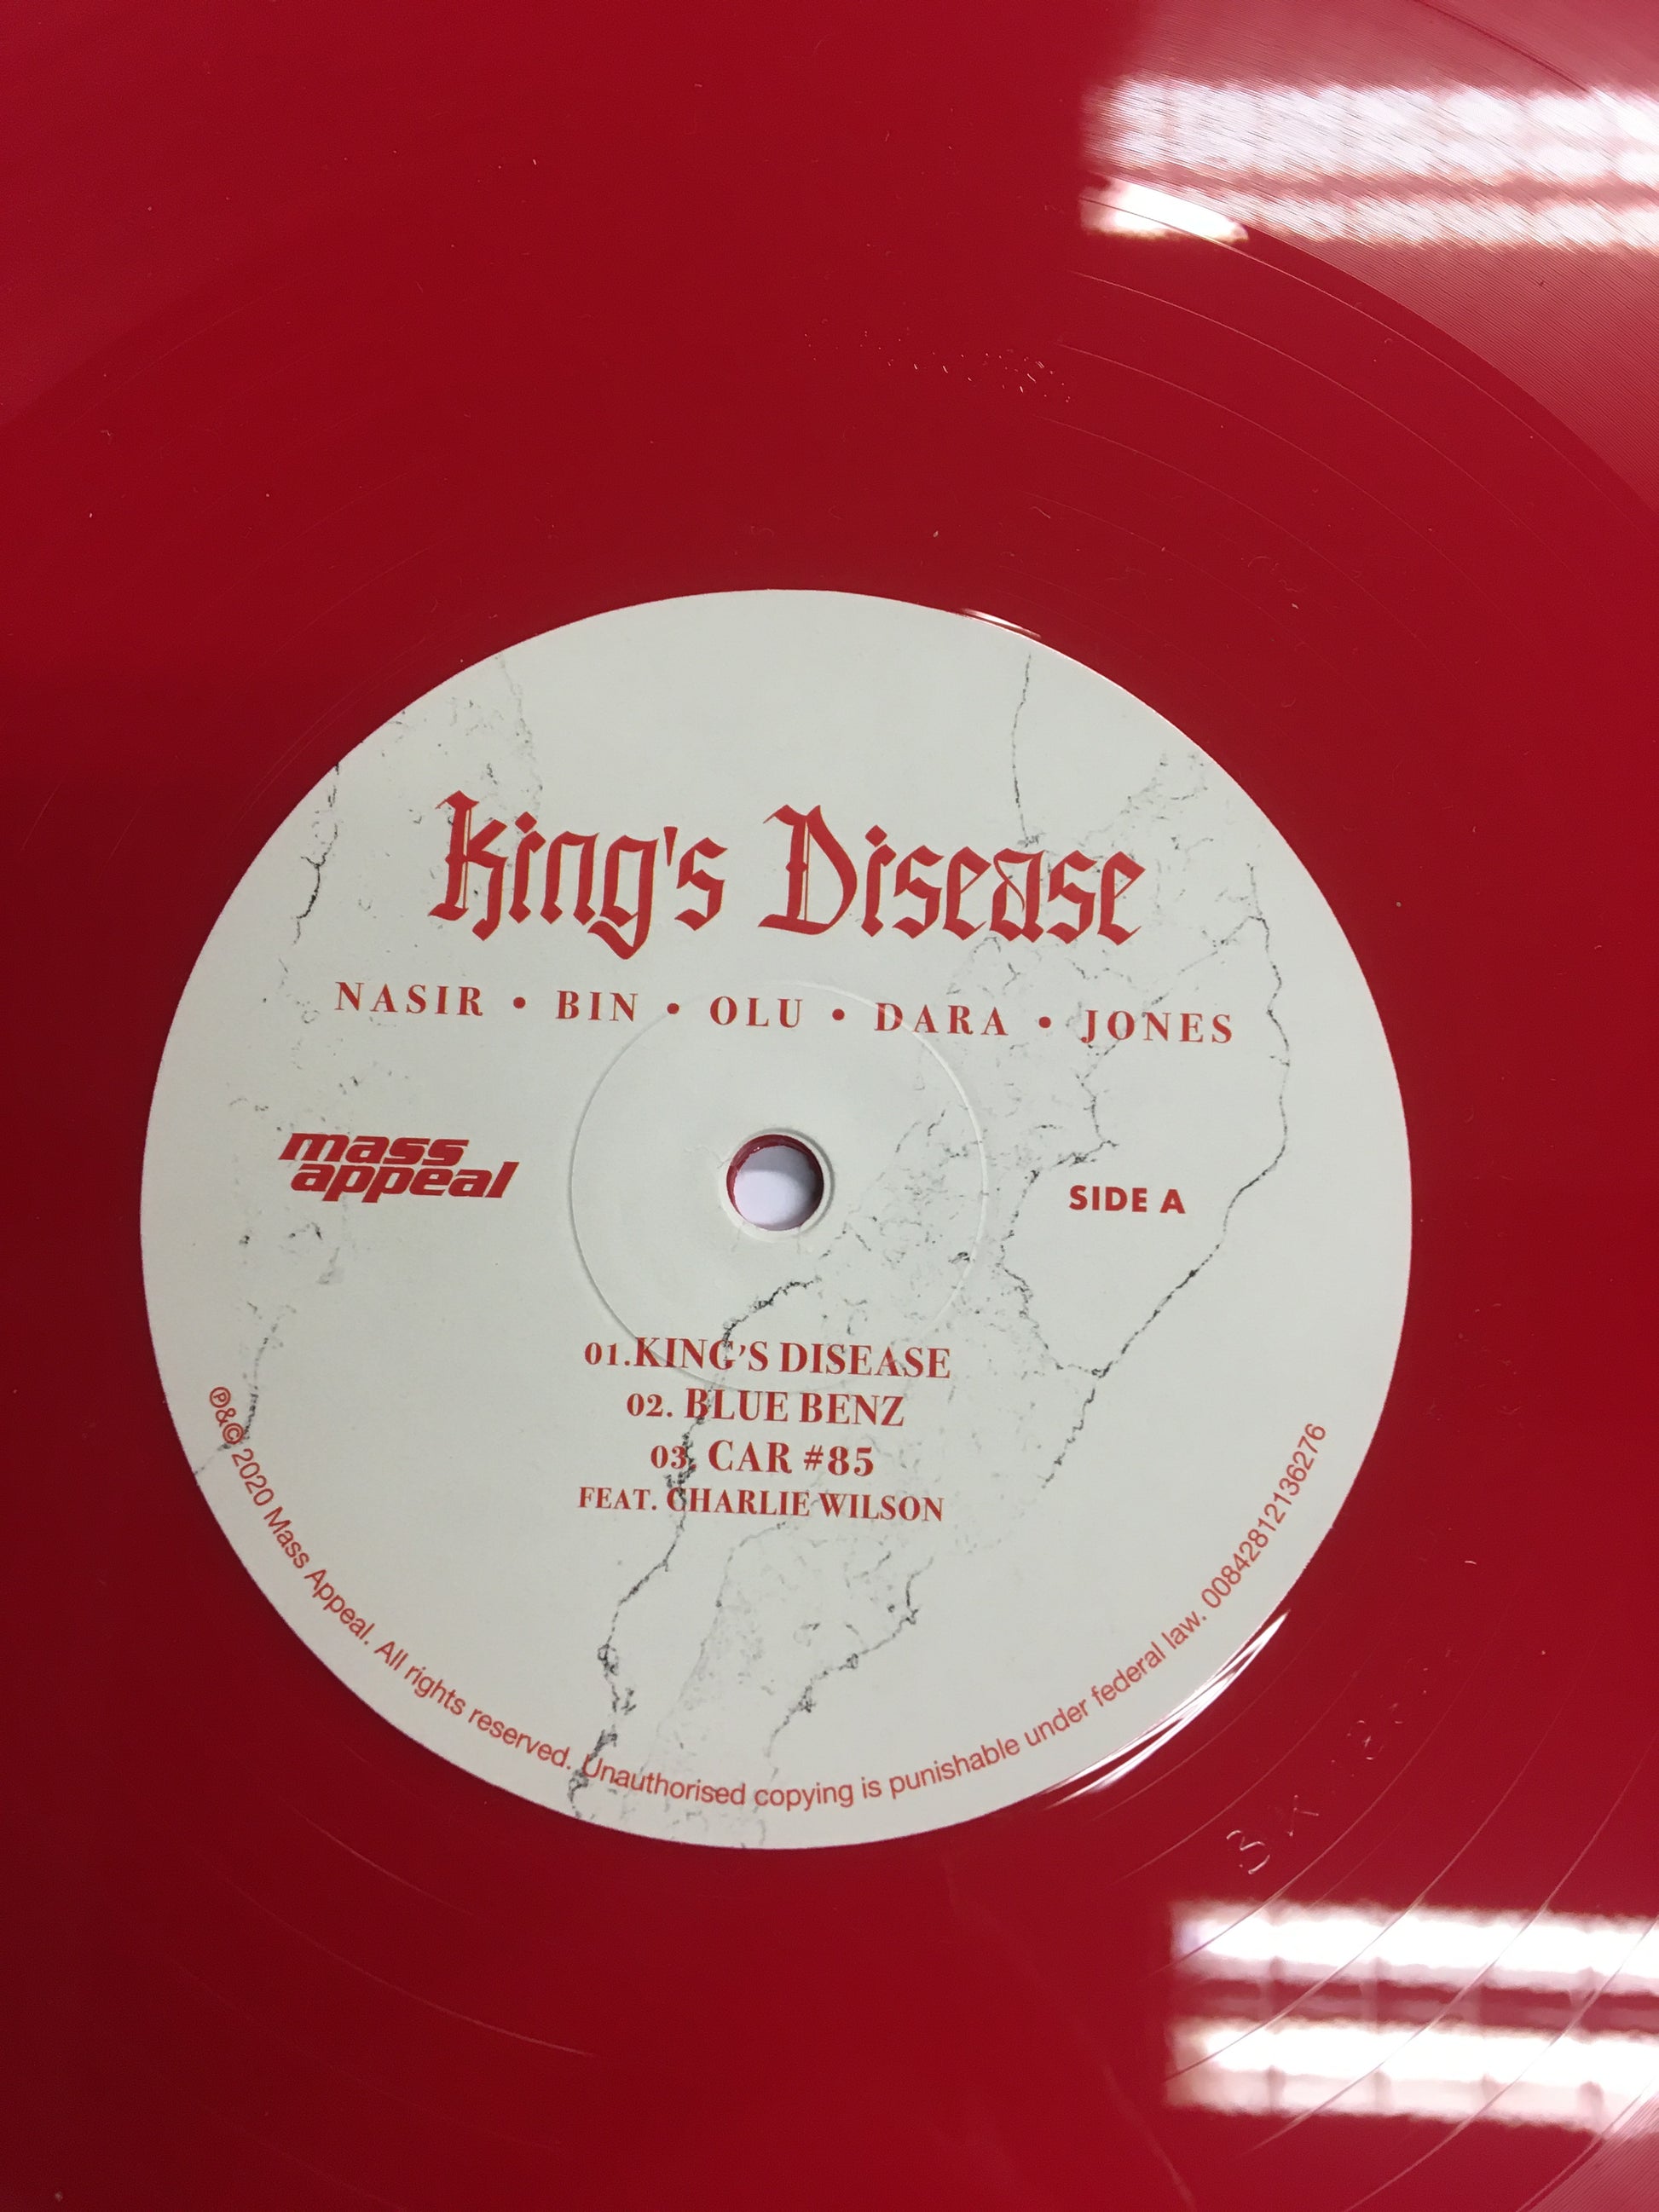 King's Disease
NASIR • BIN • OLU • DARA • JONES
mass
appeal
SIDE A
01.KING'S DISEASE
02. BLUE BENZ
03. CAR #85
FEAT. CHARLIE WILSON
℗&© 2020 Mass Appeal. All rights reserved. Unauthorised copying is punishable under federal law. 00842812136276